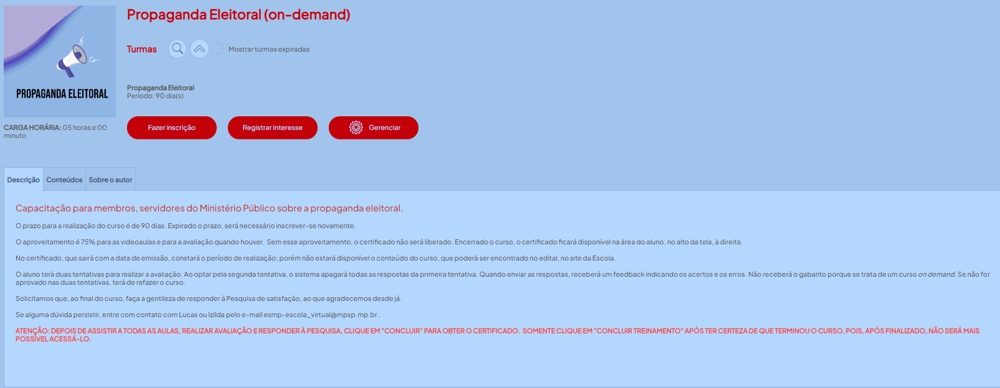 PROPAGANDA ELEITORAL
CARGA HORÁRIA: 05 horas e 00
minuto
Propaganda Eleitoral (on-demand)
Turmas
Mostrar turmas expiradas
Propaganda Eleitoral
Período: 90 dia(s)
Fazer inscrição
Registrar interesse
Gerenciar
Descrição
Conteúdos
Sobre o autor
Capacitação para membros, servidores do Ministério Público sobre a propaganda eleitoral.
O prazo para a realização do curso é de 90 dias. Expirado o prazo, será necessário inscrever-se novamente.
O aproveitamento é 75% para as videoaulas e para a avaliação quando houver.  Sem esse aproveitamento, o certificado não será liberado. Encerrado o curso, o certificado ficará disponível na área do aluno, no alto da tela, à direita.
No certificado, que sairá com a data de emissão, constará o período de realização; porém não estará disponível o conteúdo do curso, que poderá ser encontrado no edital, no site da Escola.
O aluno terá duas tentativas para realizar a avaliação. Ao optar pela segunda tentativa, o sistema apagará todas as respostas da primeira tentativa. Quando enviar as respostas, receberá um feedback indicando os acertos e os erros. Não receberá o gabarito porque se trata de um curso on demand. Se não for
aprovado nas duas tentativas, terá de refazer o curso.
Solicitamos que, ao final do curso, faça a gentileza de responder à Pesquisa de satisfação, ao que agradecemos desde já.
Se alguma dúvida persistir, entre com contato com Lucas ou Izilda pelo e-mail esmp-escola_virtual@mpsp.mp.br .
ATENÇÃO: DEPOIS DE ASSISTIR A TODAS AS AULAS, REALIZAR AVALIAÇÃO E RESPONDER À PESQUISA, CLIQUE EM "CONCLUIR" PARA OBTER O CERTIFICADO.  SOMENTE CLIQUE EM "CONCLUIR TREINAMENTO" APÓS TER CERTEZA DE QUE TERMINOU O CURSO, POIS, APÓS FINALIZADO, NÃO SERÁ MAIS
POSSÍVEL ACESSÁ-LO.